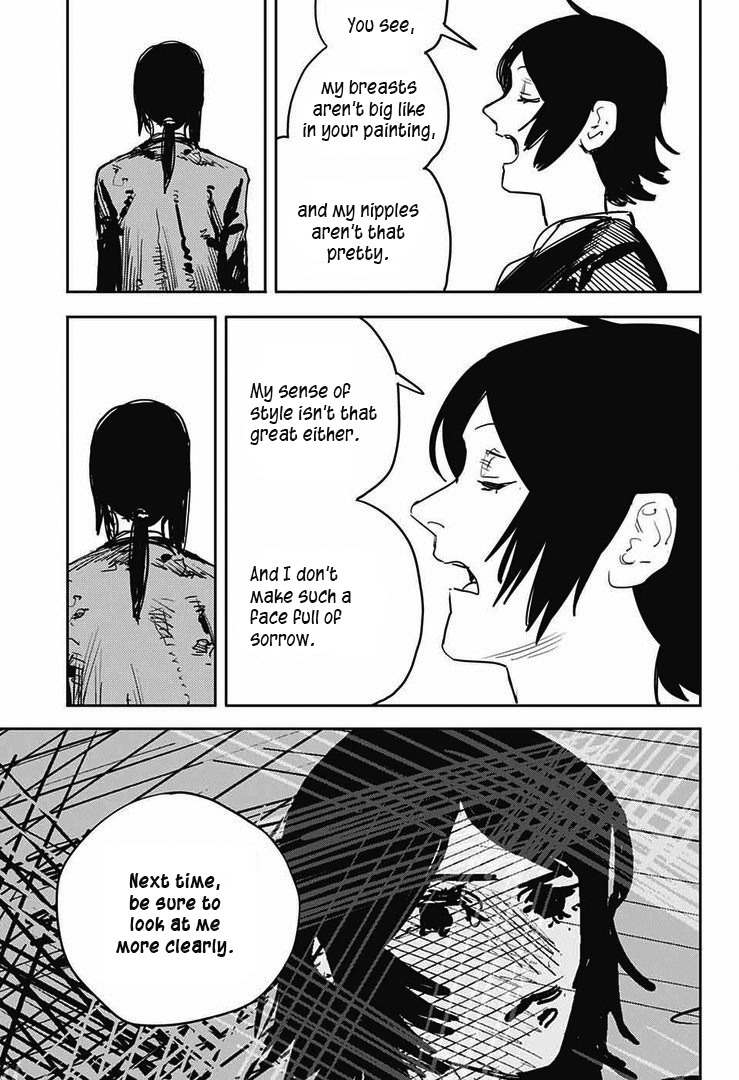 You see,
My breasts
aren't big like
in your painting,
and my nipples
aren't that
pretty.
My sense of
style isn't that
great either.
And I don't
make such a
face full of
sorrow.
Next time,
be sure to
look at me
more clearly.